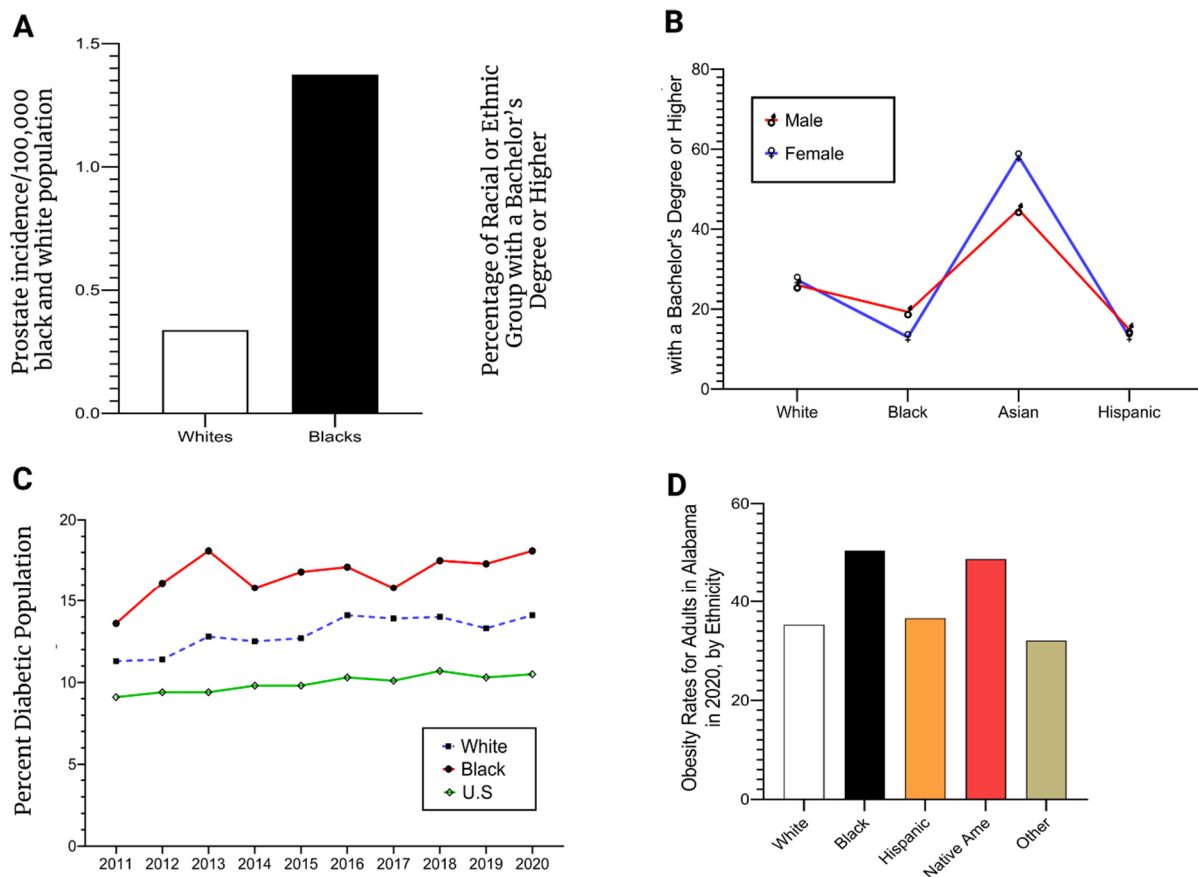 A
Prostate incidence/100,000
black and white population
1.5
1.0
0.5
0.0
Whites
Blacks
Percentage of Racial or Ethnic
Group with a Bachelor's
Degree or Higher
B
with a Bachelor's Degree or Higher
80
60
40
20
0
Male
Female
White
Black
Asian
Hispanic
C
Percent Diabetic Population
20
15
10
5
0
White
Black
U.S
2011 2012 2013 2014 2015 2016 2017 2018 2019 2020
D
Obesity Rates for Adults in Alabama
in 2020, by Ethnicity
60
40
20
0
White
Black
Hispanic
Native Ame
Other